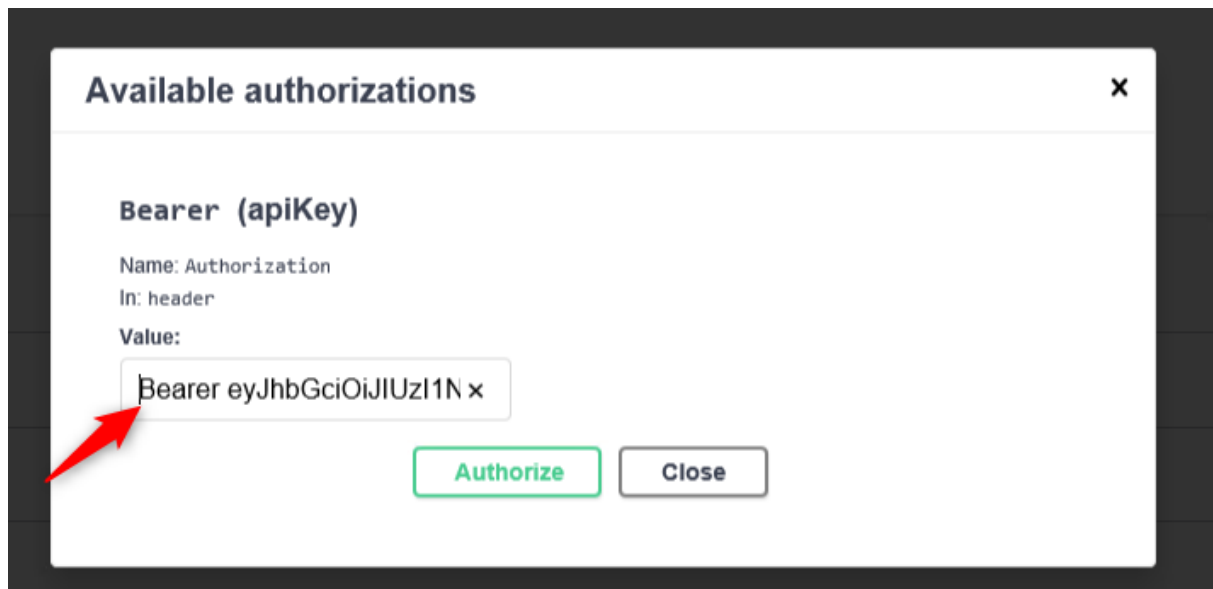 Available authorizations ×
Bearer (apiKey)
Name: Authorization
In: header
Value:
Bearer eyJhbGciOiJIUzI1N ×
Authorize Close